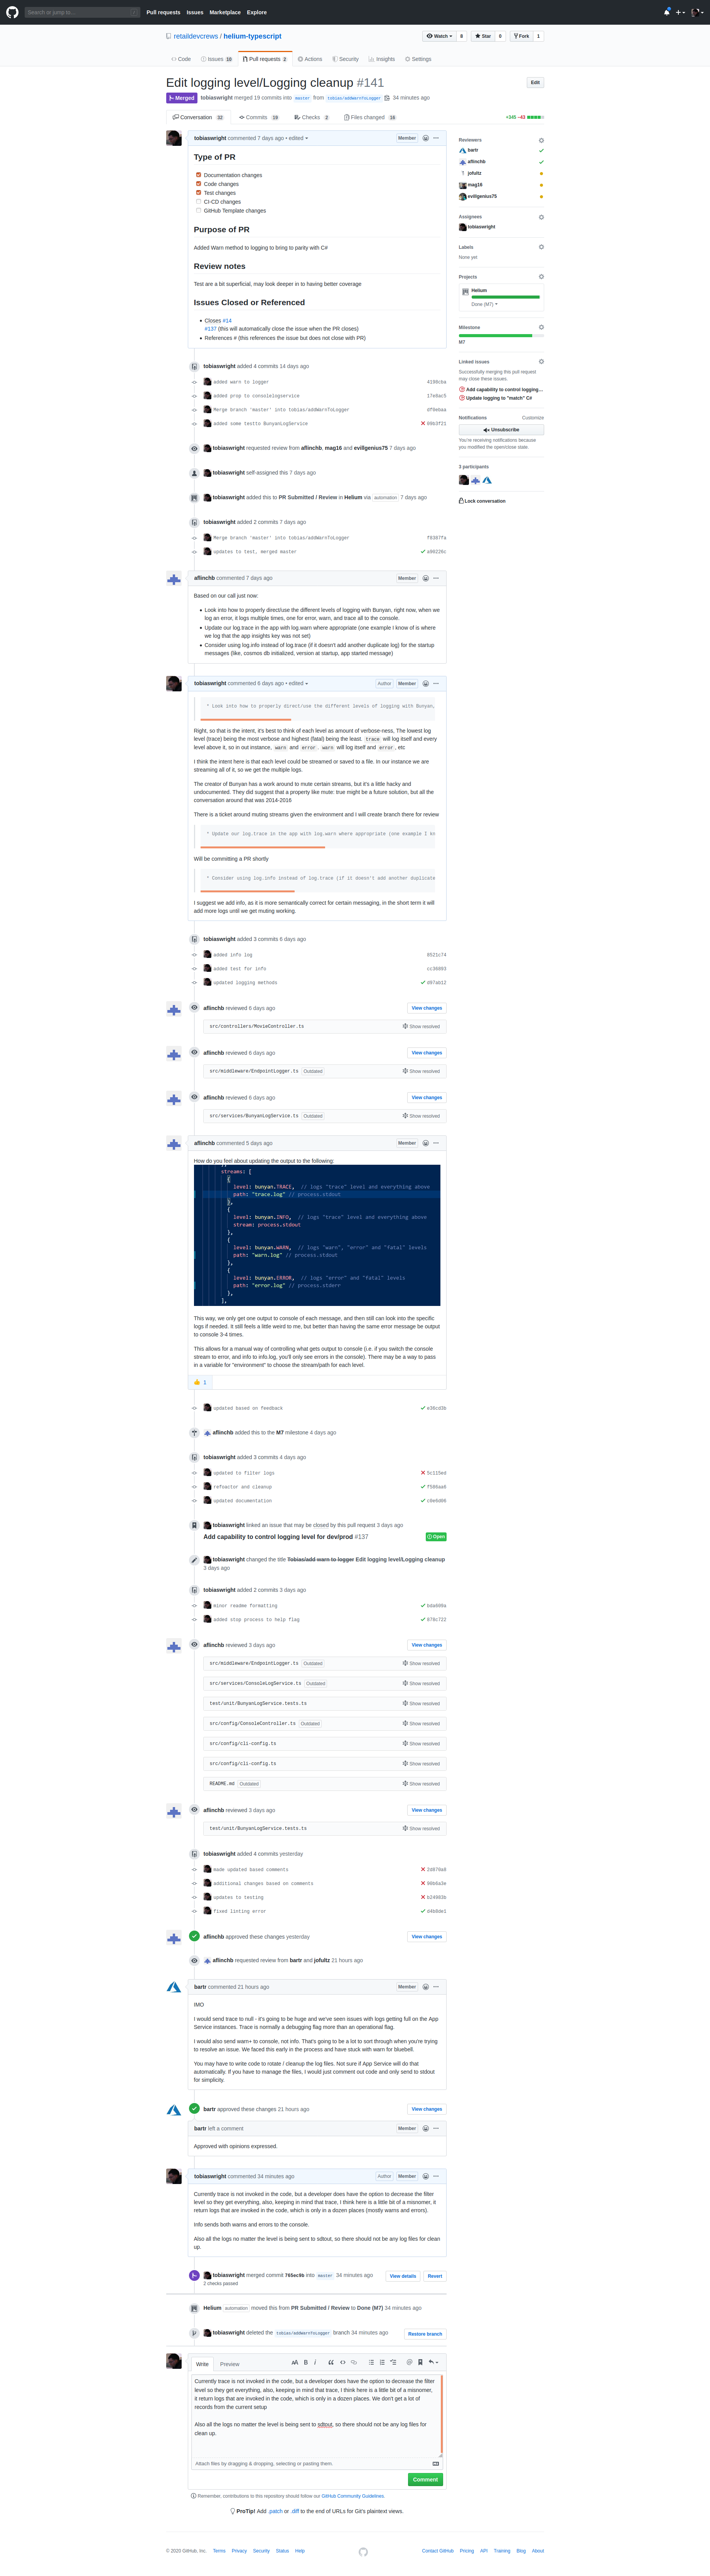 Search or jump to...
Pull requests Issues Marketplace Explore
retaildevcrews / helium-typescript
Watch 8 Star 0 Fork 1
Code Issues 10 Pull requests 2 Actions Security Insights Settings
Edit logging level/Logging cleanup #141
Edit
Merged tobiaswright merged 19 commits into master from tobias/addWarnToLogger 34 minutes ago
Conversation 22 Commits 19 Checks 2 Files changed 16
+345 −43
tobiaswright commented 7 days ago • edited
Member
Type of PR
Documentation changes
Code changes
Test changes
CI-CD changes
GitHub Template changes
Purpose of PR
Added Warn method to logging to bring to parity with C#
Review notes
Test are a bit superficial, may look deeper in to having better coverage
Issues Closed or Referenced
Closes #14
#137 (this will automatically close the issue when the PR closes)
References # (this references the issue but does not close with PR)
Reviewers
bartr
aflinchb
jofultz
mag16
evillgenius75
Assignees
tobiaswright
Labels
None yet
Projects
Helium
Done (M7)
Milestone
M7
Linked issues
Successfully merging this pull request
may close these issues.
Add capability to control logging…
Update logging to "match" C#
Notifications Customize
Unsubscribe
You're receiving notifications because
you modified the open/close state.
3 participants
Lock conversation
tobiaswright added 4 commits 14 days ago
added warn to logger
added prop to consolelogservice
Merge branch 'master' into tobias/addWarnToLogger
added some testto BunyanLogService
tobiaswright requested review from aflinchb, mag16 and evillgenius75 7 days ago
tobiaswright self-assigned this 7 days ago
tobiaswright added this to PR Submitted / Review in Helium via automation 7 days ago
tobiaswright added 2 commits 7 days ago
Merge branch 'master' into tobias/addWarnToLogger
updates to test, merged master
aflinchb commented 7 days ago
Member
Based on our call just now:
Look into how to properly direct/use the different levels of logging with Bunyan, right now, when we
log an error, it logs multiple times, one for error, warn, and trace all to the console.
Update our log.trace in the app with log.warn where appropriate (one example I know of is where
we log that the app insights key was not set)
Consider using log.info instead of log.trace (if it doesn't add another duplicate log) for the startup
messages (like, cosmos db initialized, version at startup, app started message)
tobiaswright commented 6 days ago • edited
Author Member
* Look into how to properly direct/use the different levels of logging with Bunyan,
Right, so that is the intent, it's best to think of each level as amount of verbose-ness. The lowest log
level (trace) being the most verbose and highest (fatal) being the least. trace will log itself and every
level above it, so in out instance, warn and error . warn will log itself and error , etc
I think the intent here is that each level could be streamed or saved to a file. In our instance we are
streaming all of it, so we get the multiple logs.
The creator of Bunyan has a work around to mute certain streams, but it's a little hacky and
undocumented. They did suggest that a property like mute: true might be a future solution, but all the
conversation around that was 2014-2016
There is a ticket around muting streams given the environment and I will create branch there for review
* Update our log.trace in the app with log.warn where appropriate (one example I kn
Will be committing a PR shortly
* Consider using log.info instead of log.trace (if it doesn't add another duplicate
I suggest we add info, as it is more semantically correct for certain messaging, in the short term it will
add more logs until we get muting working.
tobiaswright added 3 commits 6 days ago
added info log
added test for info
updated logging methods
aflinchb reviewed 6 days ago
View changes
src/controllers/MovieController.ts
Show resolved
aflinchb reviewed 6 days ago
View changes
src/middleware/EndpointLogger.ts Outdated
Show resolved
aflinchb reviewed 6 days ago
View changes
src/services/BunyanLogService.ts Outdated
Show resolved
aflinchb commented 5 days ago
Member
How do you feel about updating the output to the following:
streams: [
{
level: bunyan.TRACE, // logs "trace" level and everything above
path: "trace.log" // process.stdout
},
{
level: bunyan.INFO, // logs "trace" level and everything above
stream: process.stdout
},
{
level: bunyan.WARN, // logs "warn", "error" and "fatal" levels
path: "warn.log" // process.stdout
},
{
level: bunyan.ERROR, // logs "error" and "fatal" levels
path: "error.log" // process.stderr
},
],
This way, we only get one output to console of each message, and then still can look into the specific
logs if needed. It still feels a little weird to me, but better than having the same error message be output
to console 3-4 times.
This allows for a manual way of controlling what gets output to console (i.e. if you switch the console
stream to error, and info to info.log, you'll only see errors in the console). There may be a way to pass
in a variable for "environment" to choose the stream/path for each level.
1
updated based on feedback
aflinchb added this to the M7 milestone 4 days ago
tobiaswright added 3 commits 4 days ago
updated to filter logs
refoactor and cleanup
updated documentation
tobiaswright linked an issue that may be closed by this pull request 3 days ago
Add capability to control logging level for dev/prod #137
Open
tobiaswright changed the title Tobias/add warn to logger Edit logging level/Logging cleanup
3 days ago
tobiaswright added 2 commits 3 days ago
minor readme formatting
added stop process to help flag
aflinchb reviewed 3 days ago
View changes
src/middleware/EndpointLogger.ts Outdated
Show resolved
src/services/ConsoleLogService.ts Outdated
Show resolved
test/unit/BunyanLogService.tests.ts
Show resolved
src/config/ConsoleController.ts Outdated
Show resolved
src/config/cli-config.ts
Show resolved
src/config/cli-config.ts
Show resolved
README.md Outdated
Show resolved
aflinchb reviewed 3 days ago
View changes
test/unit/BunyanLogService.tests.ts
Show resolved
tobiaswright added 4 commits yesterday
made updated based comments
additional changes based on comments
updates to testing
fixed linting error
aflinchb approved these changes yesterday
View changes
aflinchb requested review from bartr and jofultz 21 hours ago
bartr commented 21 hours ago
Member
IMO
I would send trace to null - it's going to be huge and we've seen issues with logs getting full on the App
Service instances. Trace is normally a debugging flag more than an operational flag.
I would also send warn+ to console, not info. That's going to be a lot to sort through when you're trying
to resolve an issue. We faced this early in the process and have stuck with warn for bluebell.
You may have to write code to rotate / cleanup the log files. Not sure if App Service will do that
automatically. If you have to manage the files, I would just comment out code and only send to stdout
for simplicity.
bartr approved these changes 21 hours ago
View changes
bartr left a comment
Member
Approved with opinions expressed.
tobiaswright commented 34 minutes ago
Author Member
Currently trace is not invoked in the code, but a developer does have the option to decrease the filter
level so they get everything, also, keeping in mind that trace, I think here is a little bit of a misnomer, it
return logs that are invoked in the code, which is only in a dozen places (mostly warns and errors).
Info sends both warns and errors to the console.
Also all the logs no matter the level is being sent to sdtout, so there should not be any log files for clean
up.
tobiaswright merged commit 765ec9b into master 34 minutes ago
View details Revert
2 checks passed
Helium automation moved this from PR Submitted / Review to Done (M7) 34 minutes ago
tobiaswright deleted the tobias/addWarnToLogger branch 34 minutes ago
Restore branch
Write Preview
Currently trace is not invoked in the code, but a developer does have the option to decrease the filter
level so they get everything, also, keeping in mind that trace, I think here is a little bit of a misnomer,
it return logs that are invoked in the code, which is only in a dozen places. We don't get a lot of
records from the current setup
Also all the logs no matter the level is being sent to sdtout, so there should not be any log files for
clean up.
Attach files by dragging & dropping, selecting or pasting them.
Comment
Remember, contributions to this repository should follow our GitHub Community Guidelines.
ProTip! Add .patch or .diff to the end of URLs for Git's plaintext views.
© 2020 GitHub, Inc. Terms Privacy Security Status Help
Contact GitHub Pricing API Training Blog About